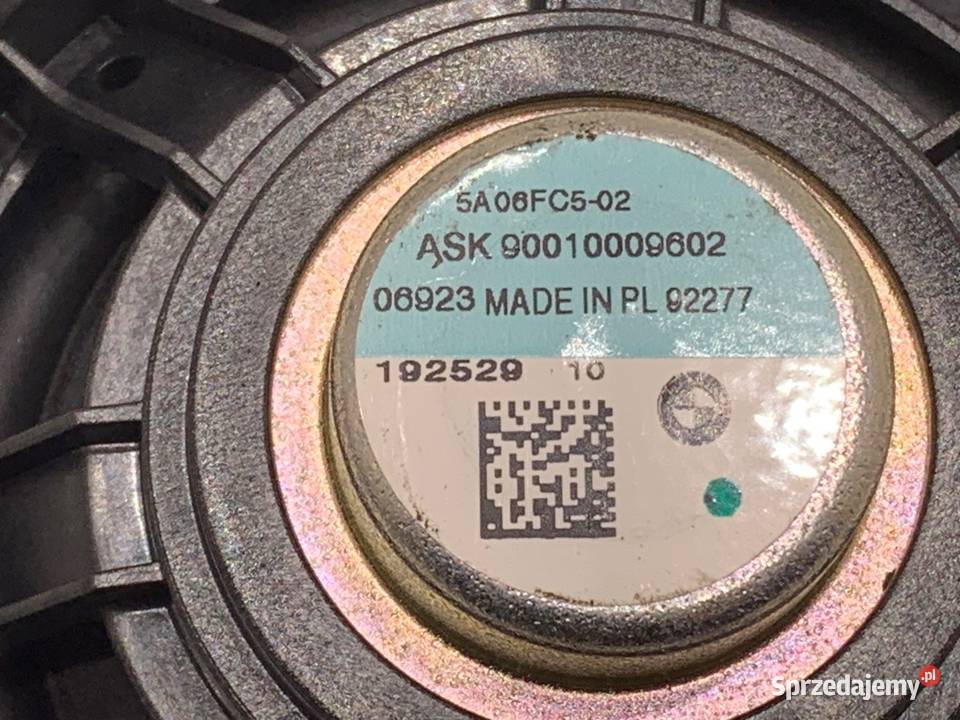 5A06FC5-02
ASK 90010009602
06923 MADE IN PL 92277
192529 10
Sprzedajemy.pl